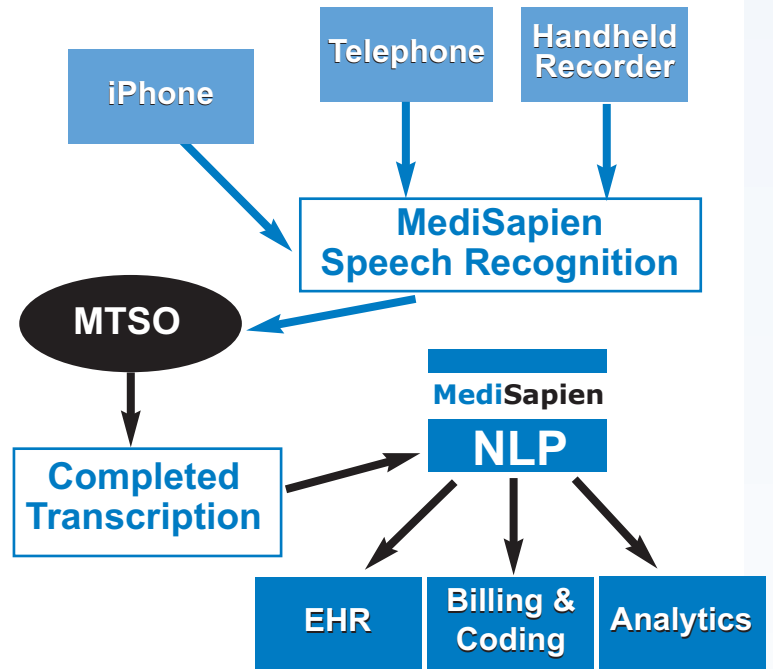 iPhone
Telephone
Handheld
Recorder
MediSapien
Speech Recognition
MTSO
Completed
Transcription
MediSapien
NLP
EHR
Billing &
Coding
Analytics